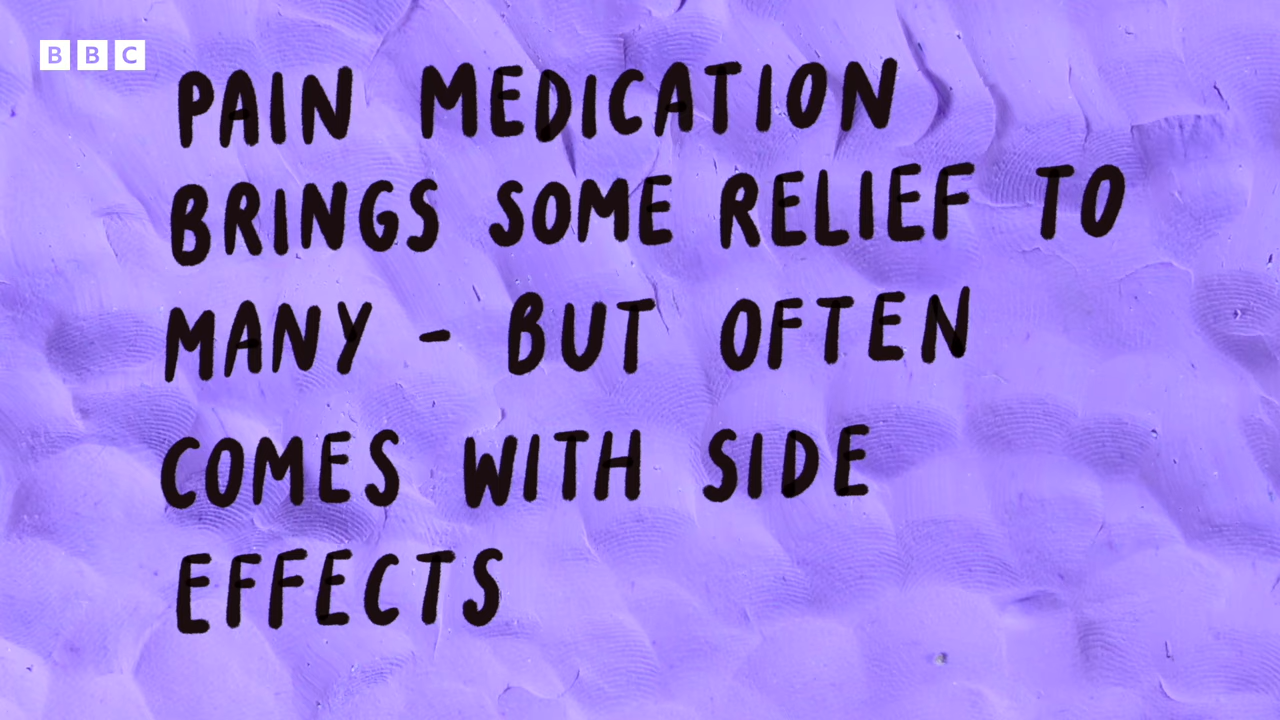 BBC
PAIN MEDICATION
BRINGS SOME RELIEF TO
MANY - BUT OFTEN
COMES WITH SIDE
EFFECTS